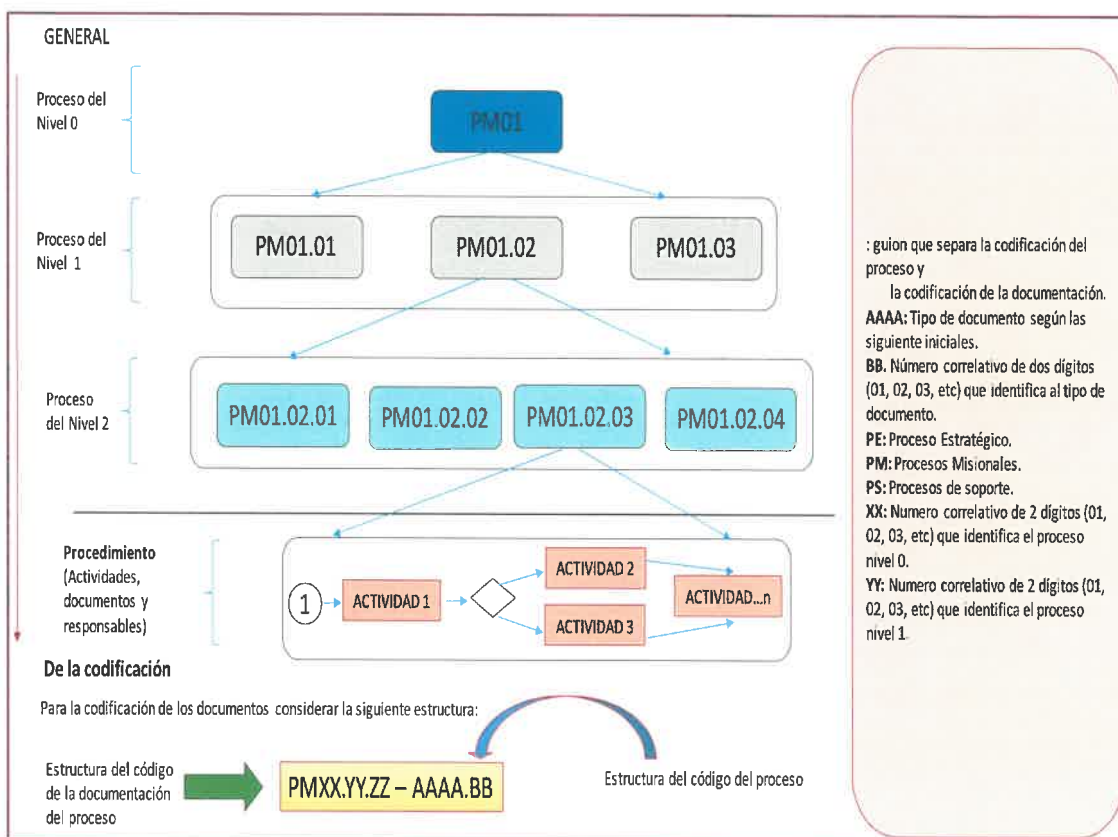 GENERAL
Proceso del
Nivel 0
PM01
Proceso del
Nivel 1
PM01.01
PM01.02
PM01.03
Proceso
del Nivel 2
PM01.02.01
PM01.02.02
PM01.02.03
PM01.02.04
Procedimiento
(Actividades,
documentos y
responsables)
1
ACTIVIDAD 1
ACTIVIDAD 2
ACTIVIDAD 3
ACTIVIDAD...n
De la codificación
Para la codificación de los documentos considerar la siguiente estructura:
Estructura del código
de la documentación
del proceso
PMXX.YY.ZZ – AAAA.BB
Estructura del código del proceso
: guion que separa la codificación del
proceso y
la codificación de la documentación.
AAAA: Tipo de documento según las
siguiente iniciales.
BB. Número correlativo de dos dígitos
(01, 02, 03, etc) que identifica al tipo de
documento.
PE: Proceso Estratégico.
PM: Procesos Misionales.
PS: Procesos de soporte.
XX: Numero correlativo de 2 dígitos (01,
02, 03, etc) que identifica el proceso
nivel 0.
YY: Numero correlativo de 2 dígitos (01,
02, 03, etc) que identifica el proceso
nivel 1.